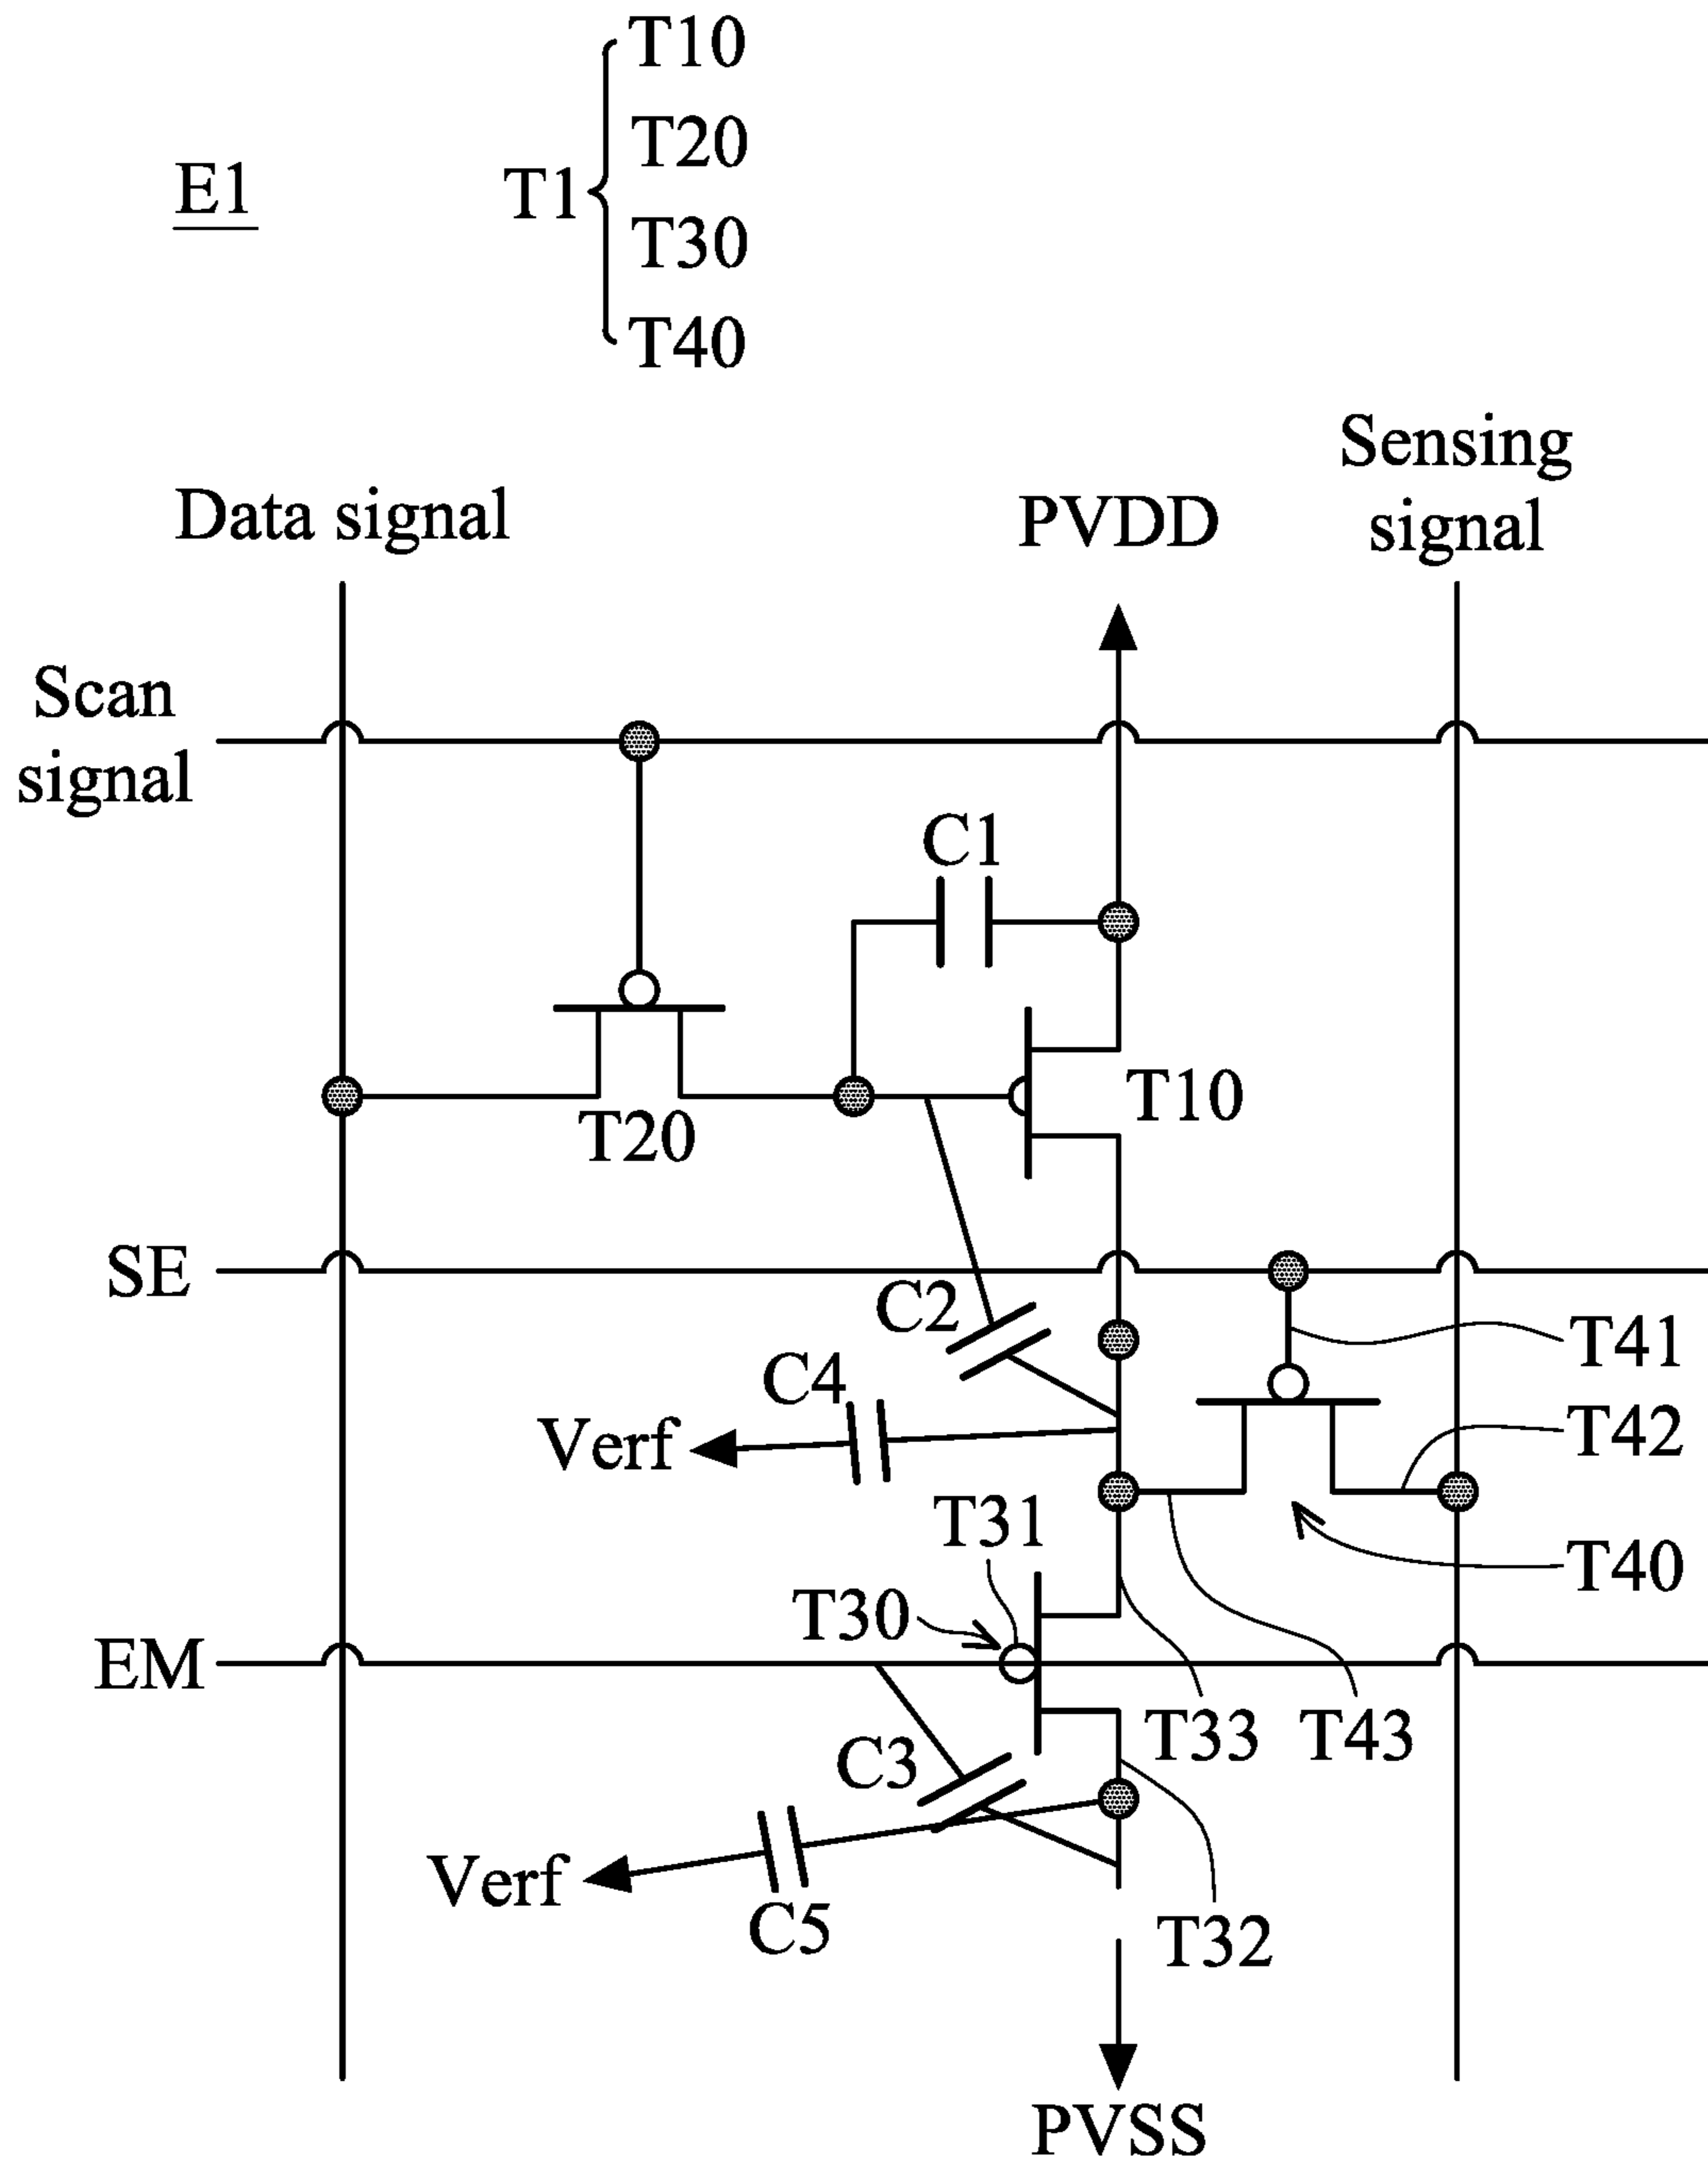 T10
T20
E1
T1
T30
T40
Sensing
signal
Data signal
PVDD
Scan
signal
C1
T10
T20
SE
C2
T41
C4
Verf
T42
T31
T40
T30
EM
T33
T43
C3
Verf
C5
T32
PVSS